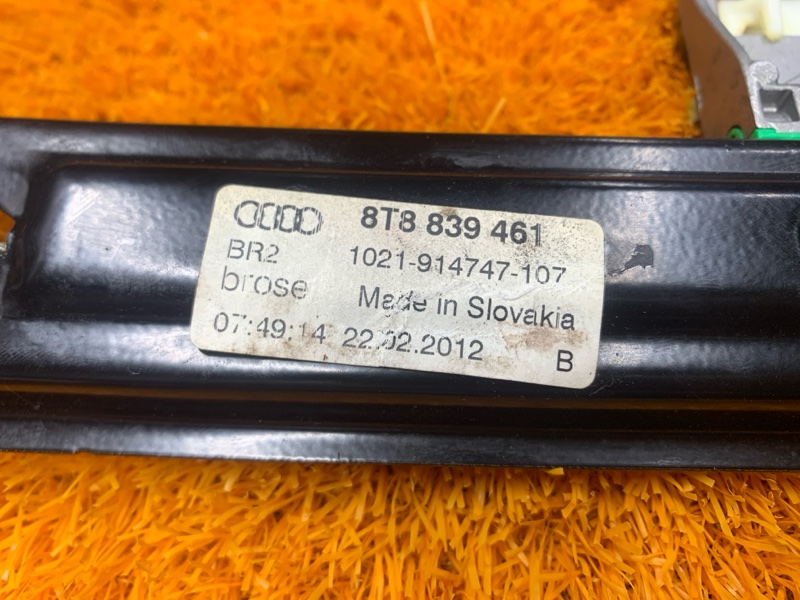 8T8 839 461
BR2 1021-914747-107
brose Made in Slovakia
07:49:14 22.02.2012 B